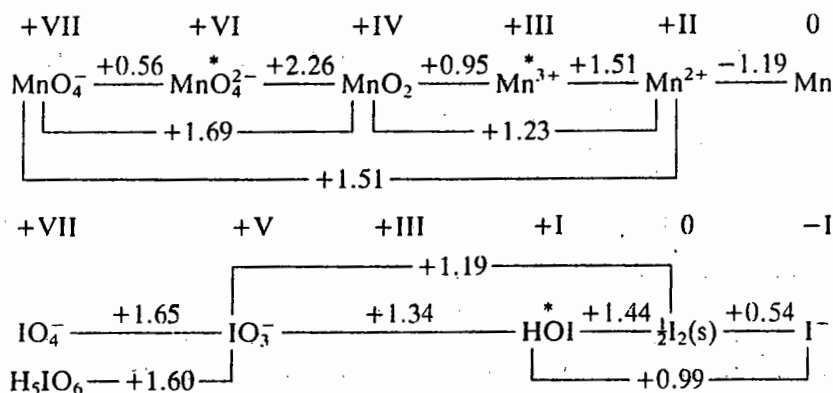 +VII +VI +IV +III +II 0
* *
MnO₄⁻ +0.56 MnO₄²⁻ +2.26 MnO₂ +0.95 Mn³⁺ +1.51 Mn²⁺ −1.19 Mn
+1.69 +1.23
+1.51
+VII +V +III +I 0 −I
+1.19
*
IO₄⁻ +1.65 IO₃⁻ +1.34 HOI +1.44 ½I₂(s) +0.54 I⁻
H₅IO₆ +1.60 +0.99